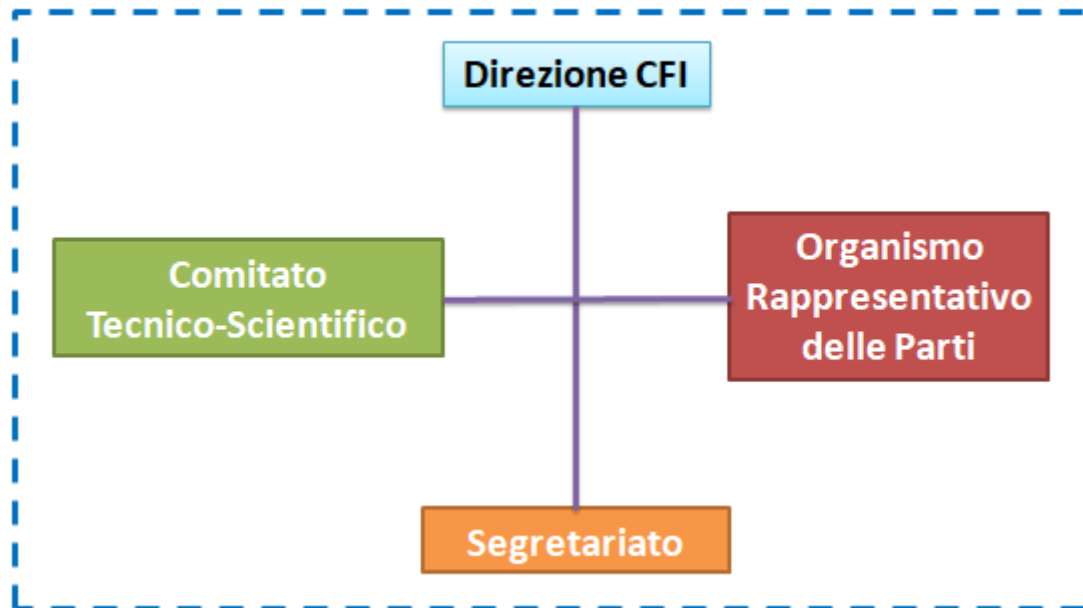 Direzione CFI
Comitato
Tecnico-Scientifico
Organismo
Rappresentativo
delle Parti
Segretariato